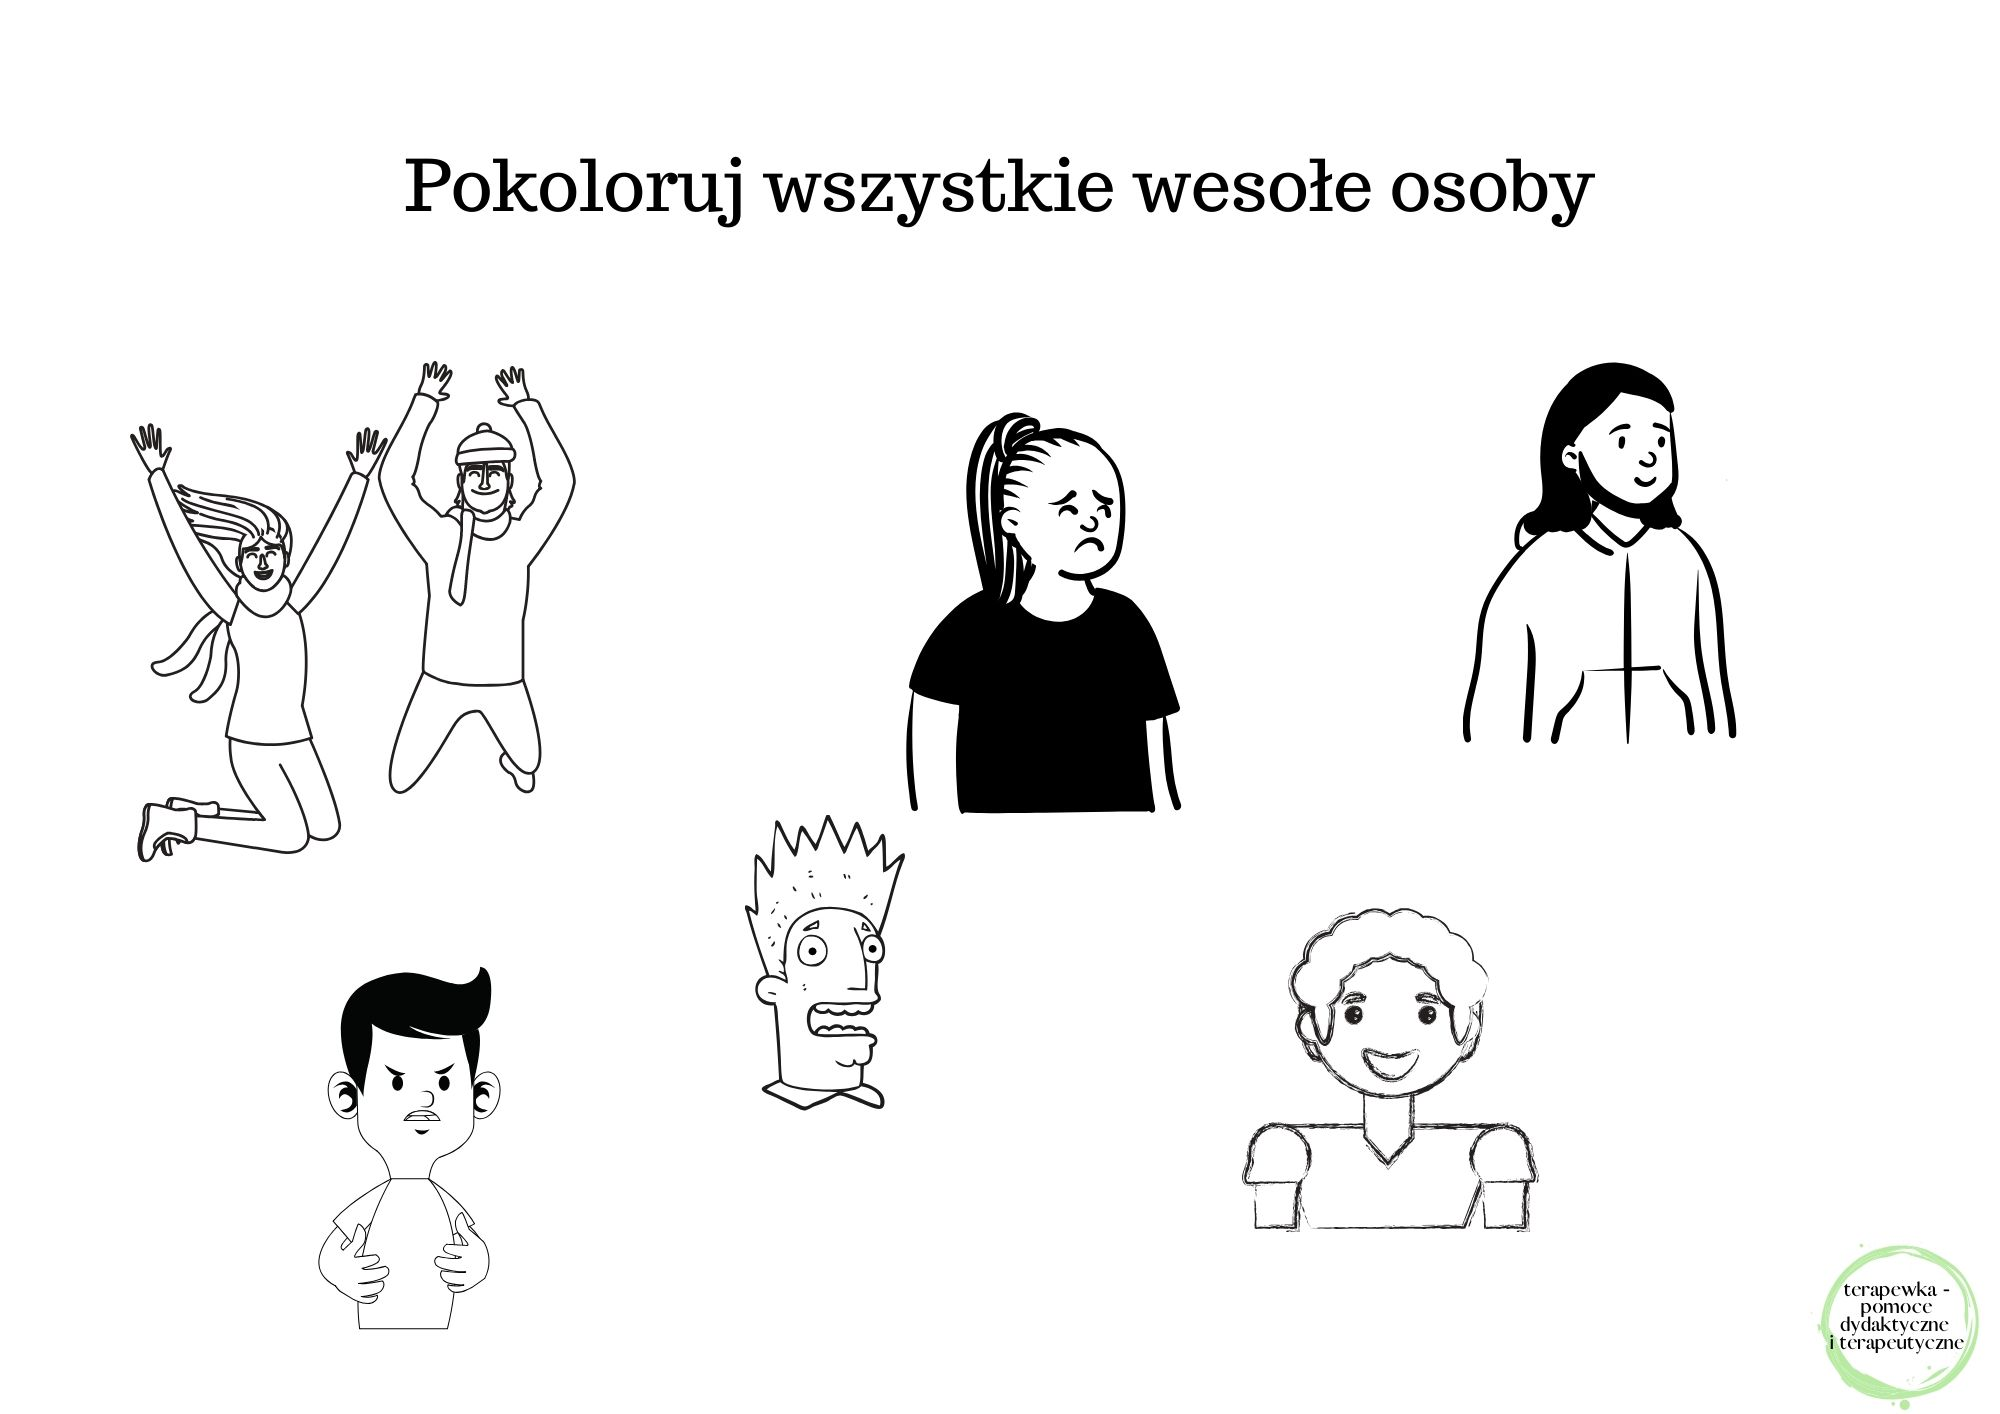 Pokoloruj wszystkie wesołe osoby
terapewka -
pomoce
dydaktyczne
i terapeutyczne